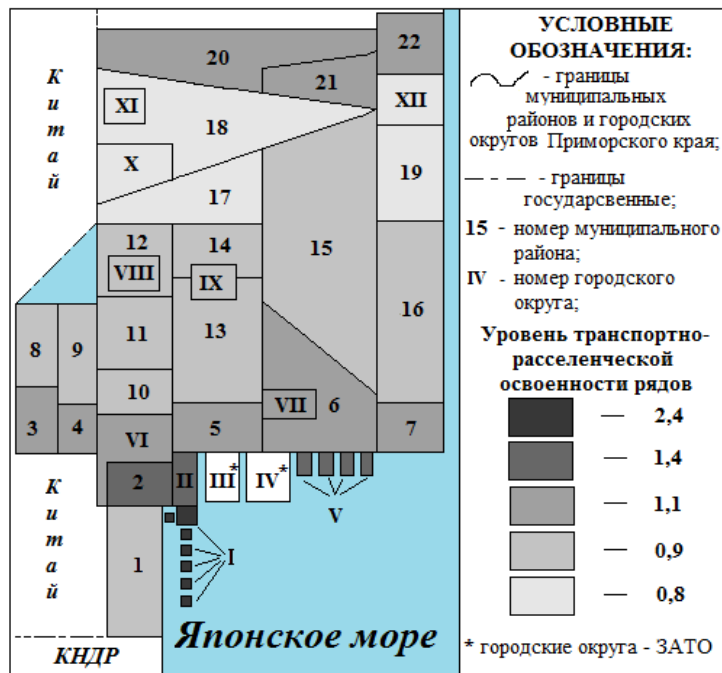 Китай
20
22
21
XI
XII
18
X
19
17
12
14
15
VIII
IX
16
8
9
11
13
10
3
4
VI
5
VII
6
7
2
II
III*
IV*
V
Китай
1
I
Японское море
КНДР
УСЛОВНЫЕ
ОБОЗНАЧЕНИЯ:
- границы
муниципальных
районов и городских
округов Приморского края;
- границы
государсвенные;
15 - номер муниципального
района;
IV - номер городского
округа;
Уровень транспортно-
расселенческой
освоенности рядов
— 2,4
— 1,4
— 1,1
— 0,9
— 0,8
* городские округа - ЗАТО